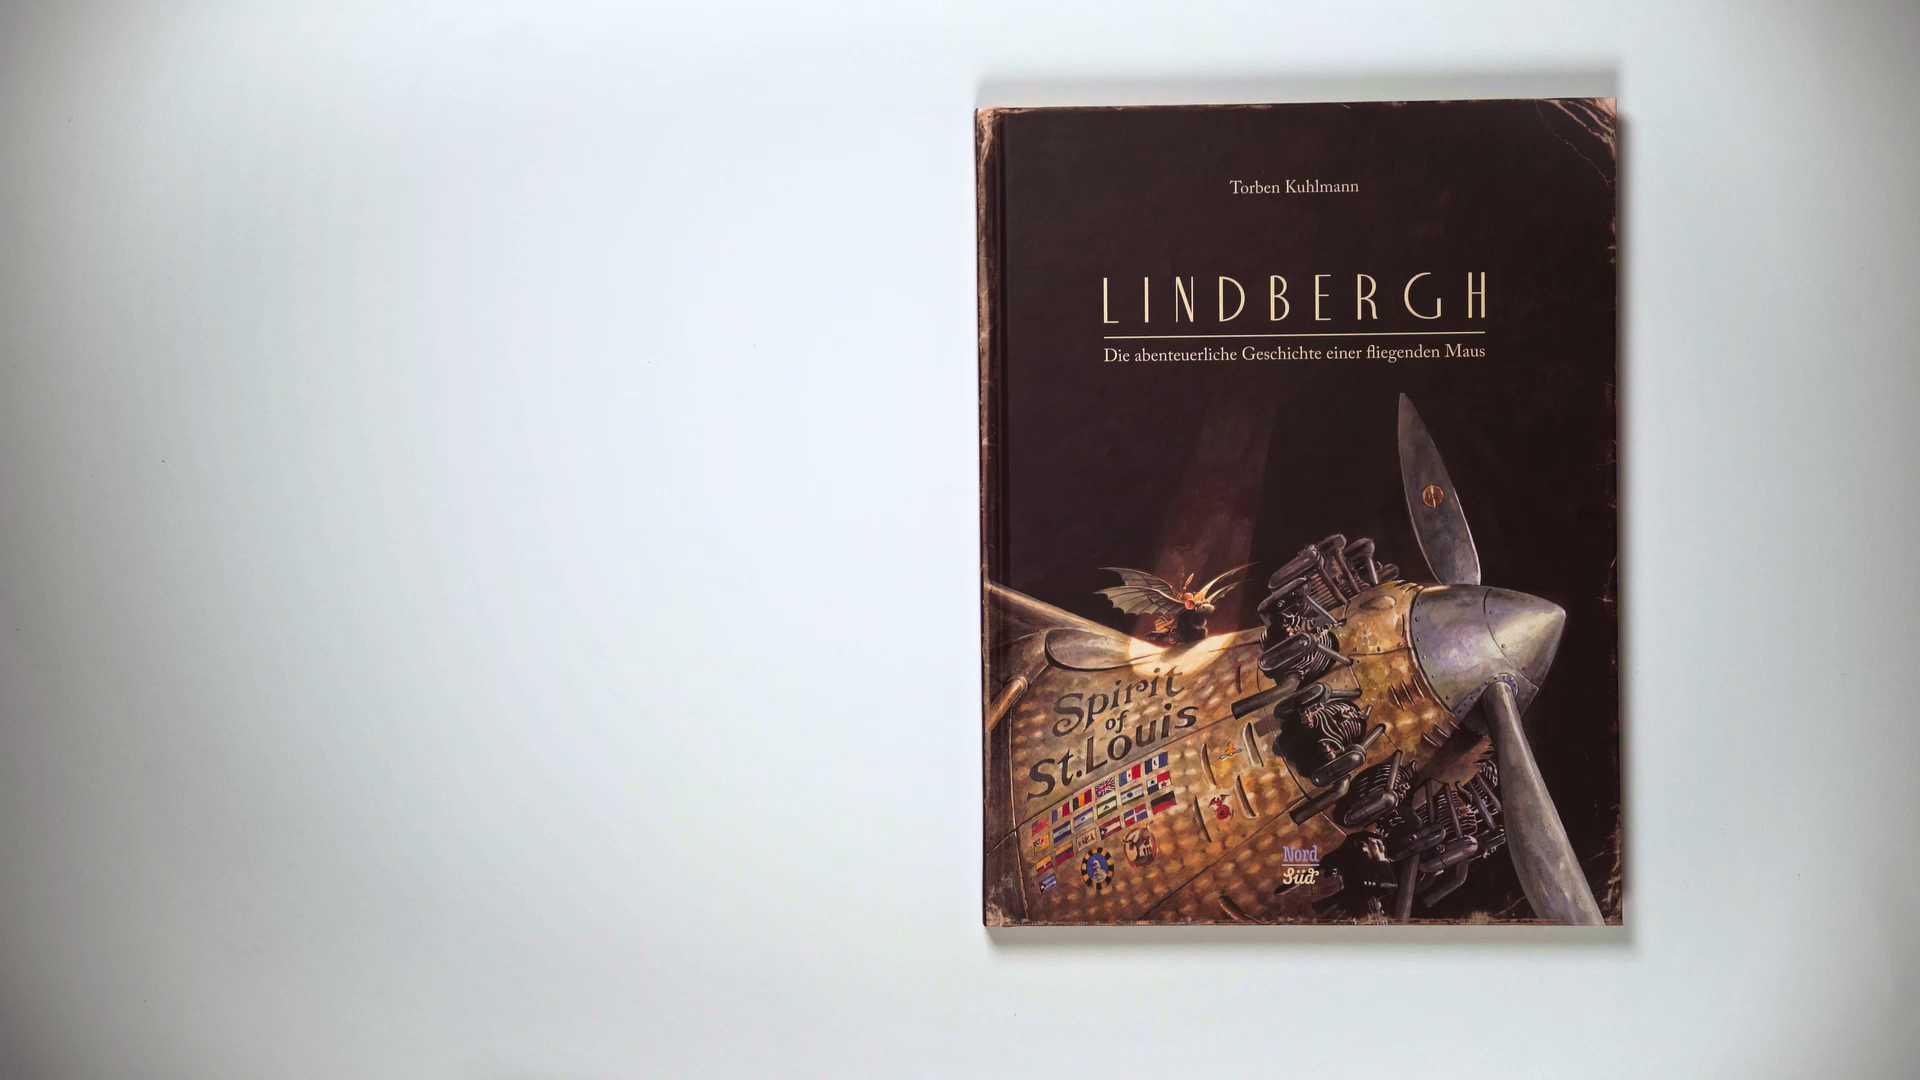 Torben Kuhlmann
LINDBERGH
Die abenteuerliche Geschichte einer fliegenden Maus
Spirit
of
St.Louis
Nord
Süd